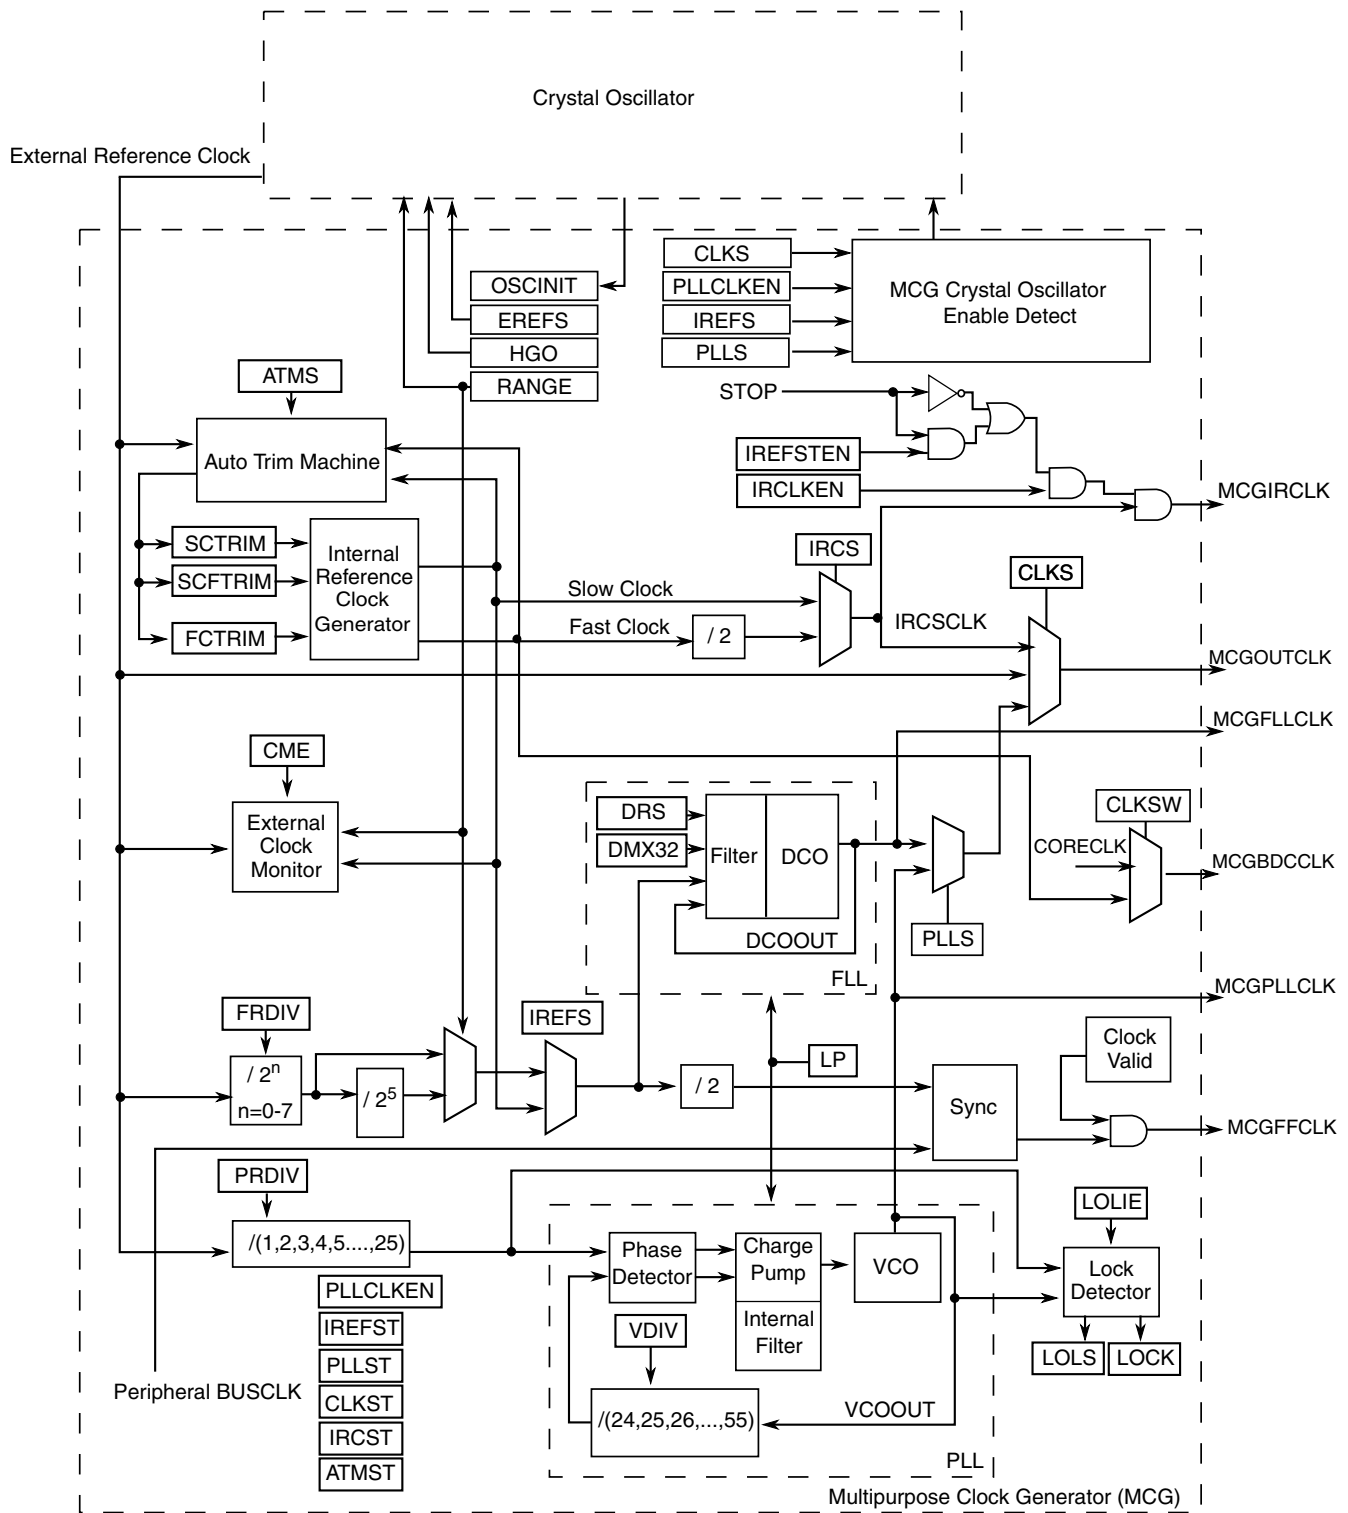 Crystal Oscillator
External Reference Clock
OSCINIT
EREFS
HGO
RANGE
CLKS
PLLCLKEN
IREFS
PLLS
MCG Crystal Oscillator
Enable Detect
ATMS
Auto Trim Machine
STOP
IREFSTEN
IRCLKEN
MCGIRCLK
SCTRIM
SCFTRIM
FCTRIM
Internal
Reference
Clock
Generator
Slow Clock
Fast Clock
/ 2
IRCS
IRCSCLK
CLKS
MCGOUTCLK
MCGFLLCLK
CME
External
Clock
Monitor
DRS
DMX32
Filter
DCO
DCOOUT
FLL
PLLS
CLKSW
CORECLK
MCGBDCCLK
MCGPLLCLK
FRDIV
/ 2n
n=0-7
/ 25
IREFS
LP
/ 2
Sync
Clock
Valid
MCGFFCLK
PRDIV
/(1,2,3,4,5....,25)
Phase
Detector
Charge
Pump
Internal
Filter
VCO
LOLIE
Lock
Detector
LOLS
LOCK
PLLCLKEN
IREFST
PLLST
CLKST
IRCST
ATMST
VDIV
/(24,25,26,...,55)
VCOOUT
PLL
Peripheral BUSCLK
Multipurpose Clock Generator (MCG)